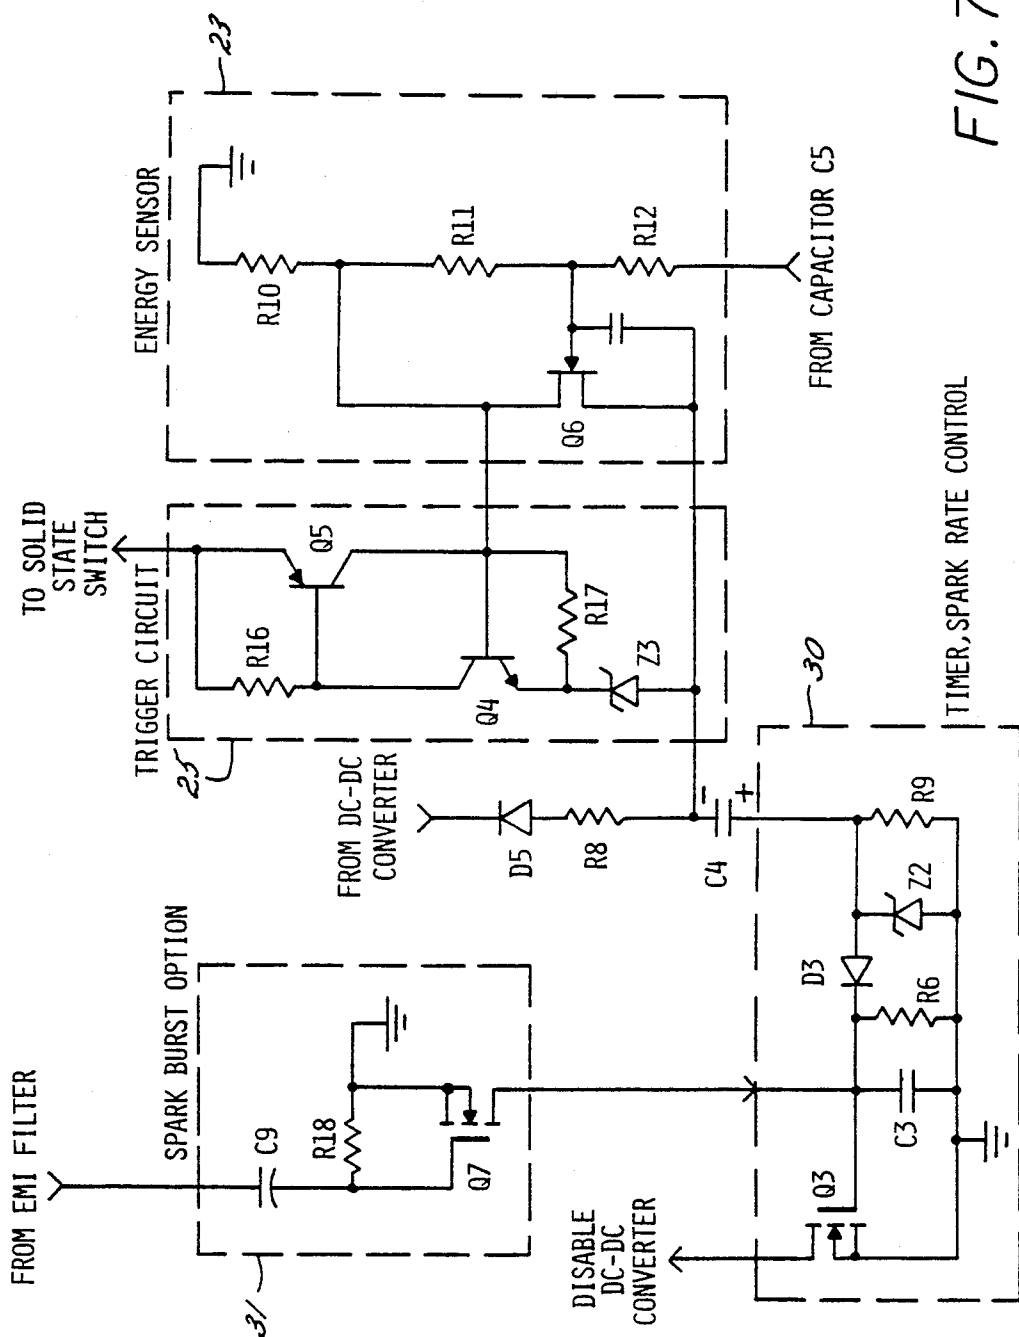 FROM EMI FILTER
SPARK BURST OPTION
31
C9
R18
Q7
DISABLE
DC-DC
CONVERTER
Q3
C3
R6
D3
Z2
R9
30
TIMER, SPARK RATE CONTROL
FROM DC-DC
CONVERTER
D5
R8
C4
-
+
TO SOLID
STATE
SWITCH
TRIGGER CIRCUIT
25
R16
Q5
Q4
R17
Z3
ENERGY SENSOR
23
R10
R11
R12
Q6
FROM CAPACITOR C5
FIG. 7